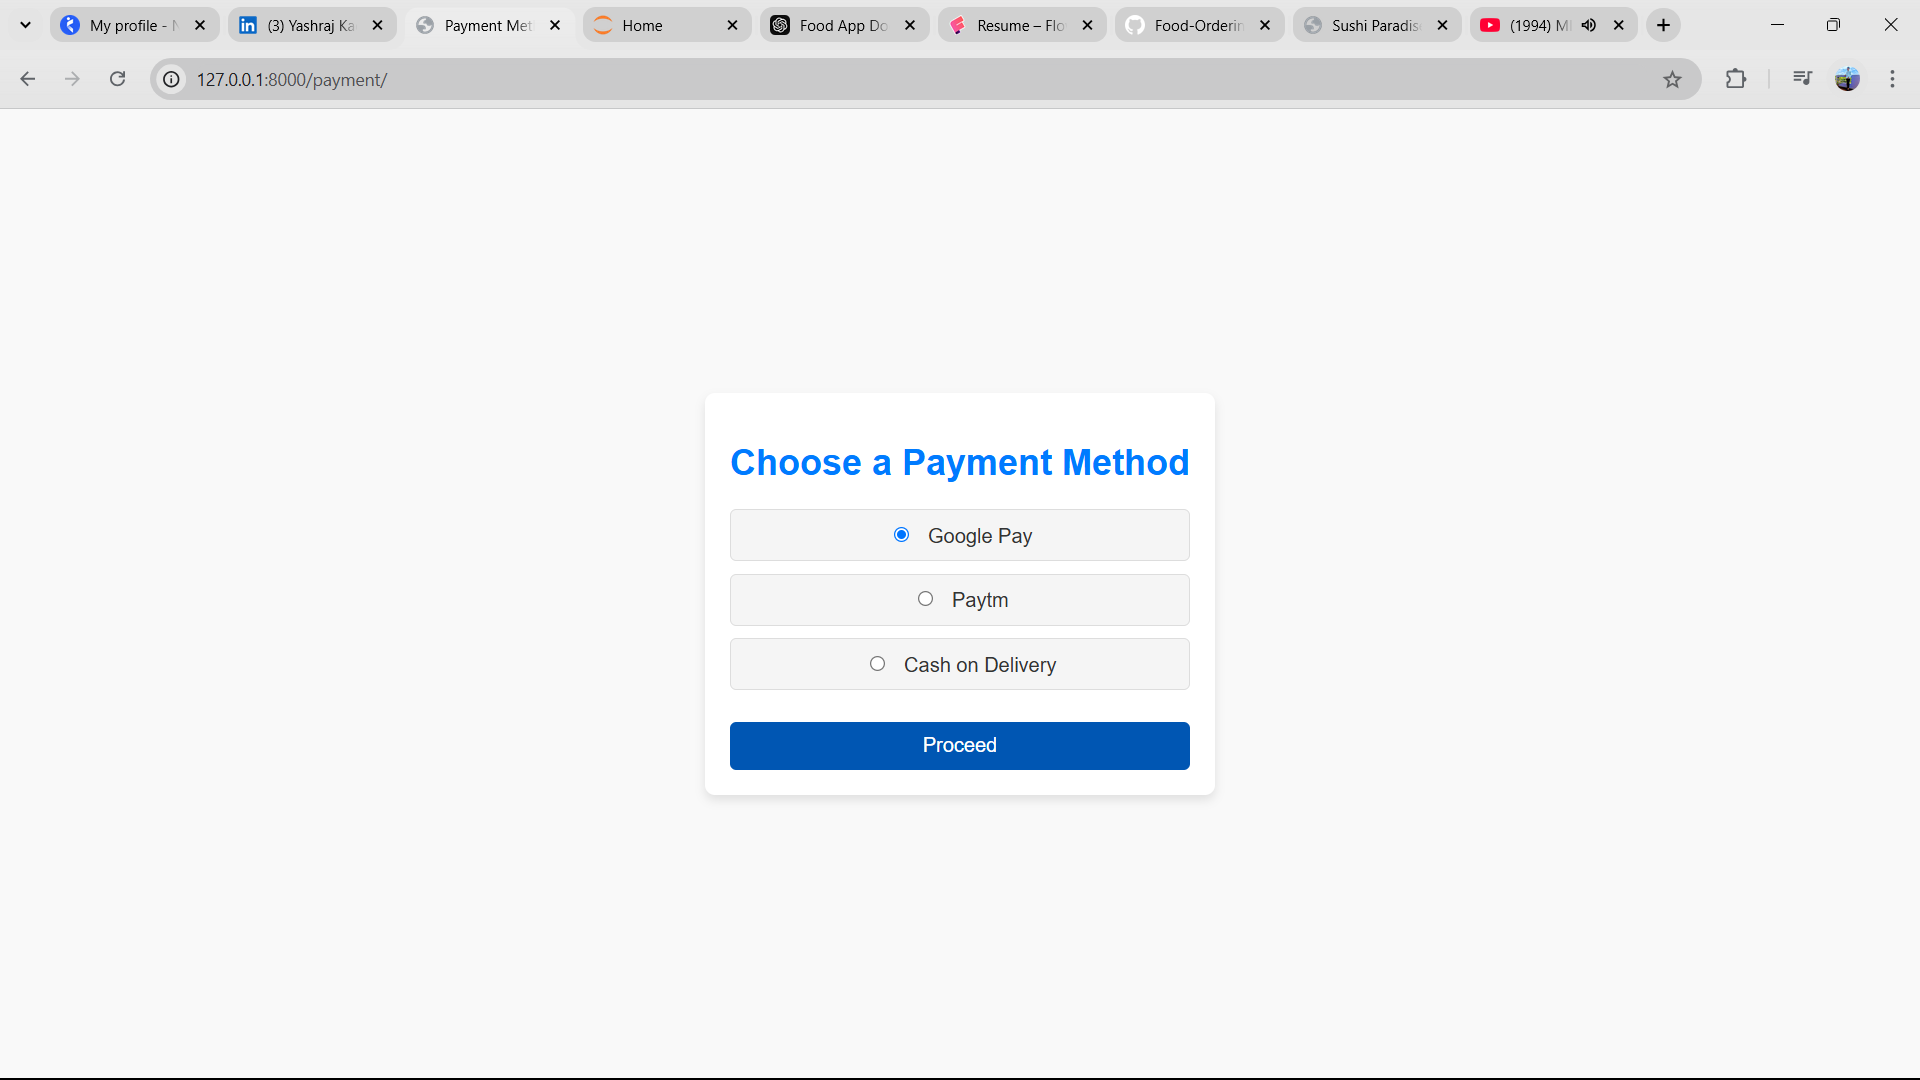 My profile -
(3) Yashraj Ka
Payment Met
Home
Food App Do
Resume – Flo
Food-Orderin
Sushi Paradis
(1994) M
127.0.0.1:8000/payment/
Choose a Payment Method
Google Pay
Paytm
Cash on Delivery
Proceed